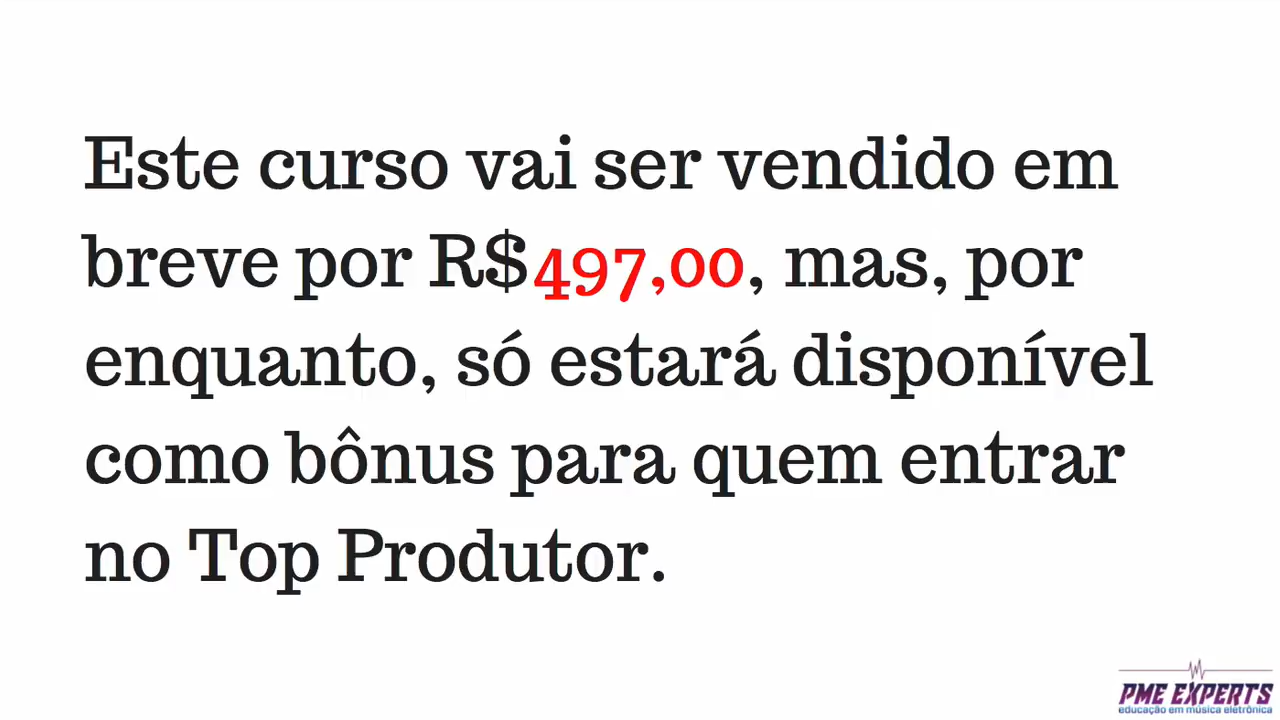 Este curso vai ser vendido em
breve por R$497,00, mas, por
enquanto, só estará disponível
como bônus para quem entrar
no Top Produtor.
PME EXPERTS
educação em música eletrônica